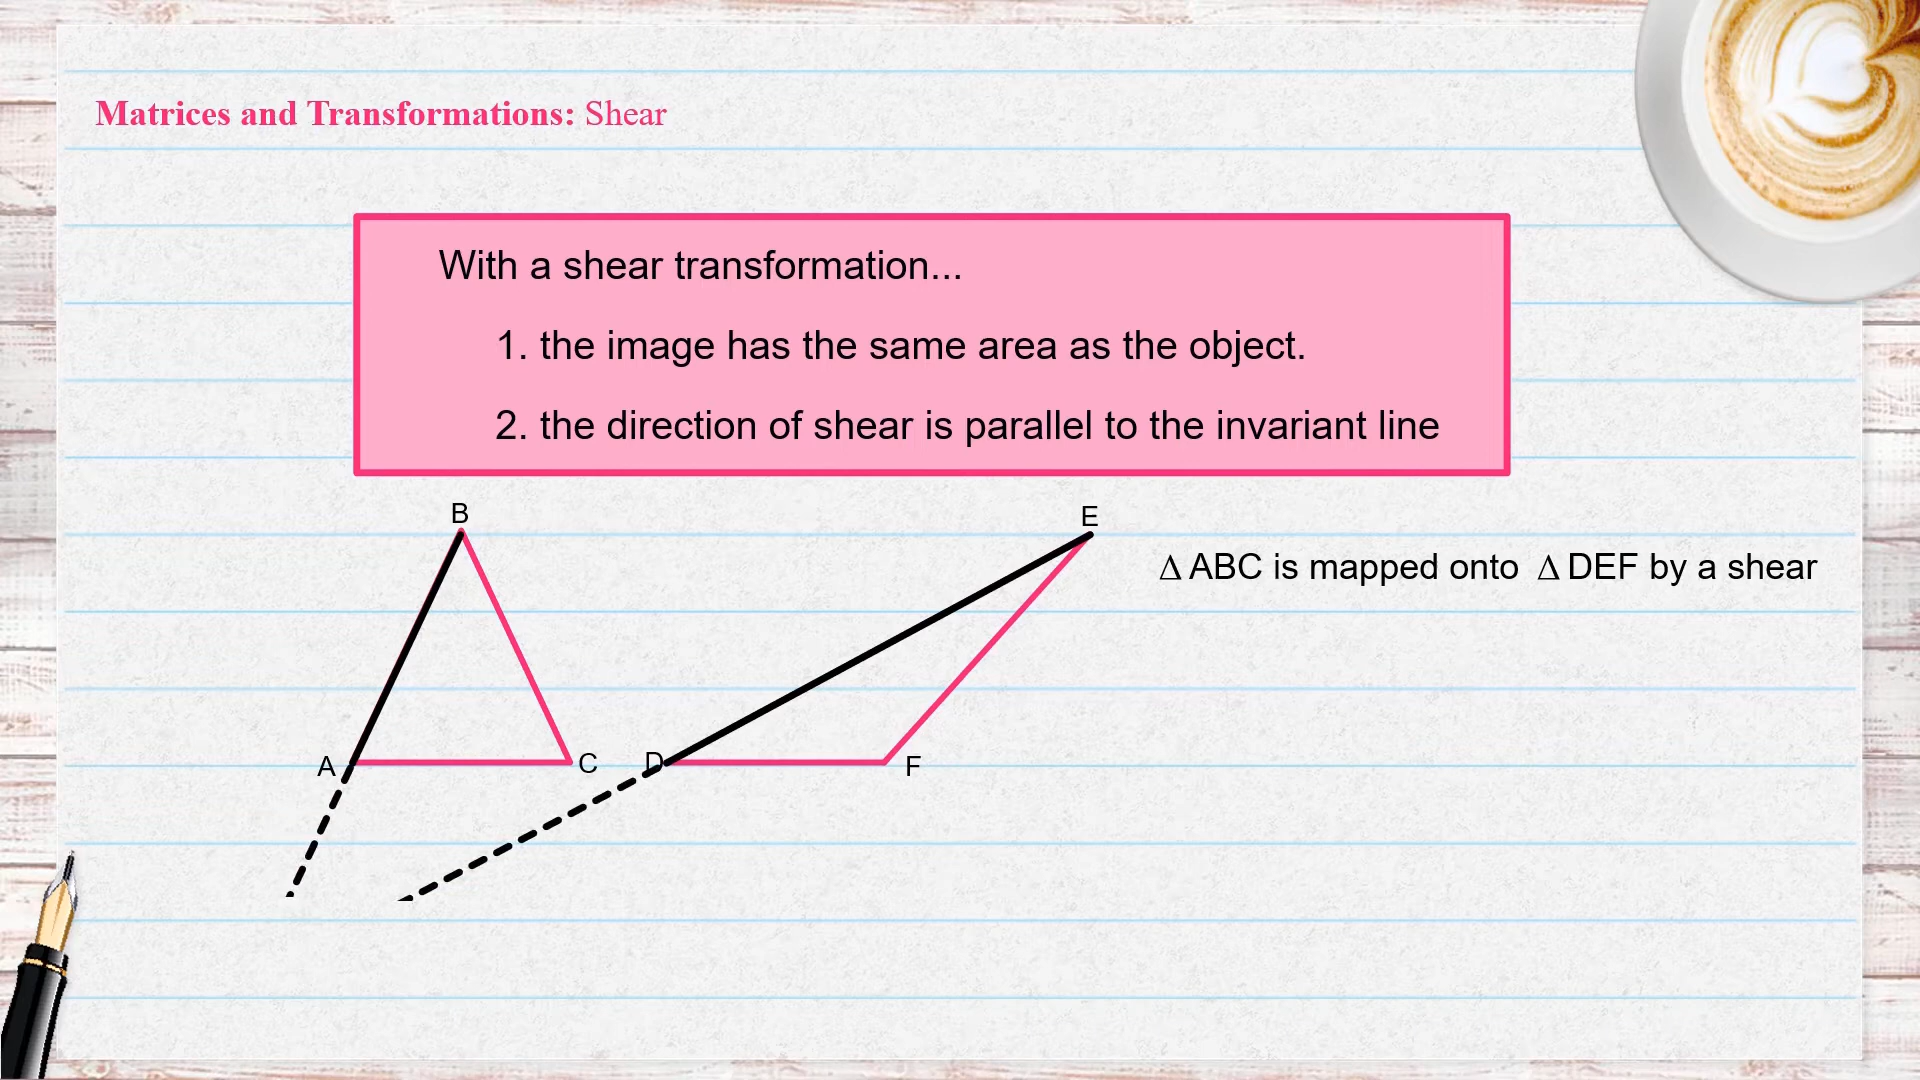 Matrices and Transformations: Shear
With a shear transformation...
1. the image has the same area as the object.
2. the direction of shear is parallel to the invariant line
B
E
Δ ABC is mapped onto Δ DEF by a shear
A
C
D
F